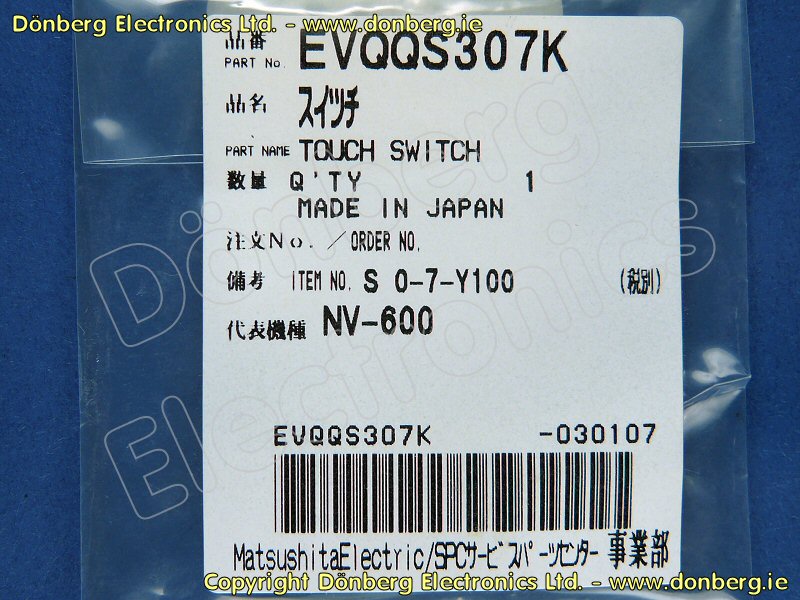 Dönberg Electronics Ltd. - www.donberg.ie
品番
PART No. EVQQS307K
品名 スイツチ
PART NAME TOUCH SWITCH
数量 Q'TY 1
MADE IN JAPAN
注文No. / ORDER NO.
備考 ITEM NO. S 0-7-Y100 (税別)
代表機種 NV-600
Dönberg
Electronics
EVQQS307K -030107
MatsushitaElectric/SPCサービスパーツセンター 事業部
Copyright Dönberg Electronics Ltd. - www.donberg.ie